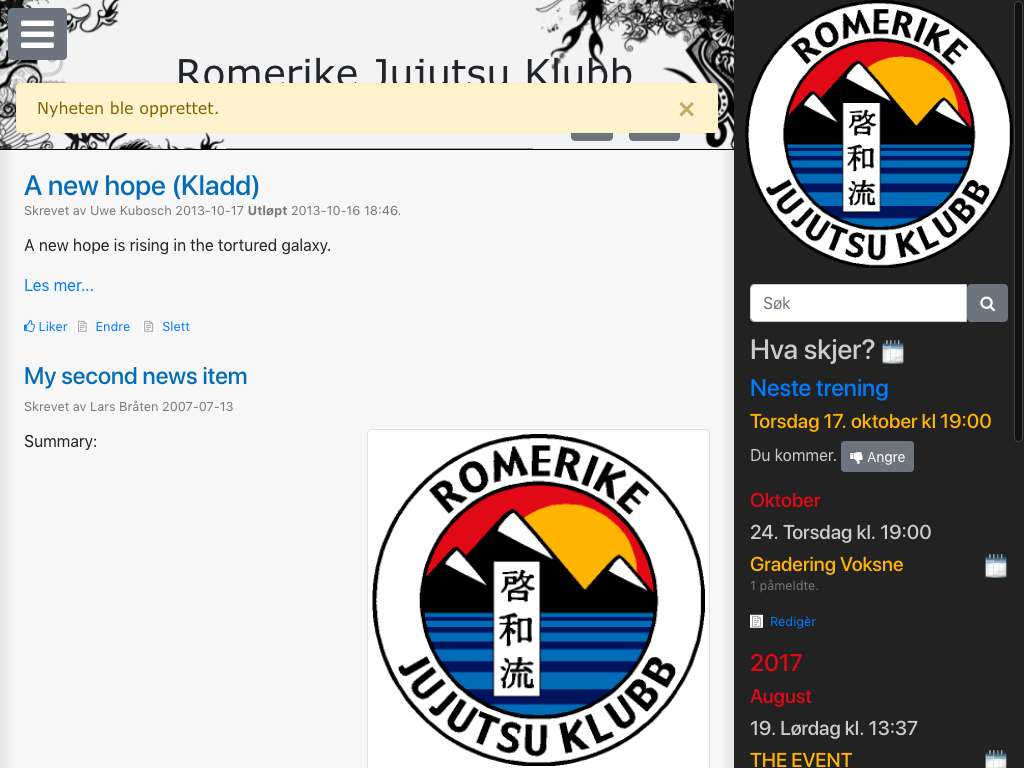 Romerike Jujutsu Klubb
Nyheten ble opprettet. ×
A new hope (Kladd)
Skrevet av Uwe Kubosch 2013-10-17 Utløpt 2013-10-16 18:46.
A new hope is rising in the tortured galaxy.
Les mer...
Liker Endre Slett
My second news item
Skrevet av Lars Bråten 2007-07-13
Summary:
ROMERIKE
啓和流
JUJUTSU KLUBB
ROMERIKE
啓和流
JUJUTSU KLUBB
Søk
Hva skjer?
Neste trening
Torsdag 17. oktober kl 19:00
Du kommer. Angre
Oktober
24. Torsdag kl. 19:00
Gradering Voksne
1 påmeldte.
Redigèr
2017
August
19. Lørdag kl. 13:37
THE EVENT